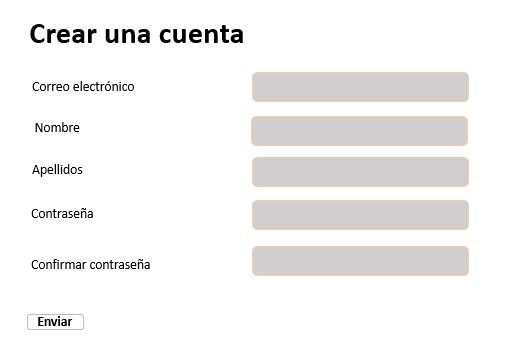 Crear una cuenta
Correo electrónico
Nombre
Apellidos
Contraseña
Confirmar contraseña
Enviar